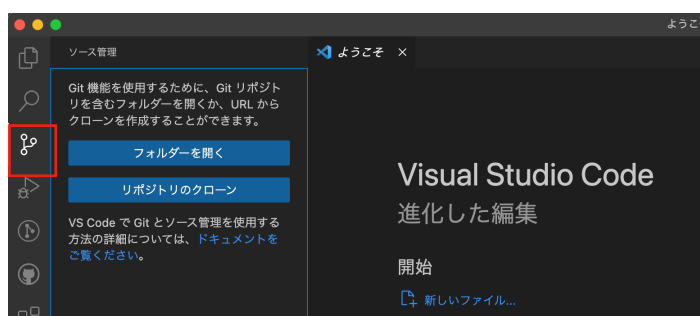 ようこそ
ソース管理
ようこそ
Git 機能を使用するために、Git リポジト
リを含むフォルダーを開くか、URL から
クローンを作成することができます。
フォルダーを開く
リポジトリのクローン
VS Code で Git とソース管理を使用する
方法の詳細については、ドキュメントを
ご覧ください。
Visual Studio Code
進化した編集
開始
新しいファイル...